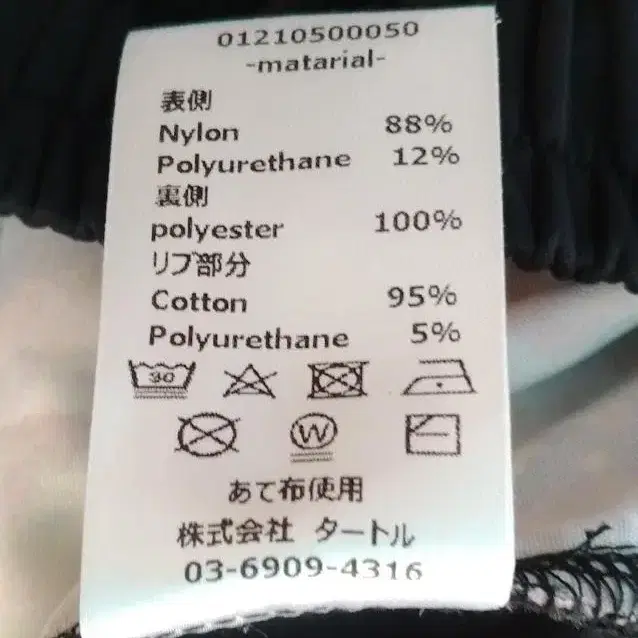 01210500050
-matarial-
表側
Nylon 88%
Polyurethane 12%
裏側
polyester 100%
リブ部分
Cotton 95%
Polyurethane 5%
30
W
あて布使用
株式会社 タートル
03-6909-4316